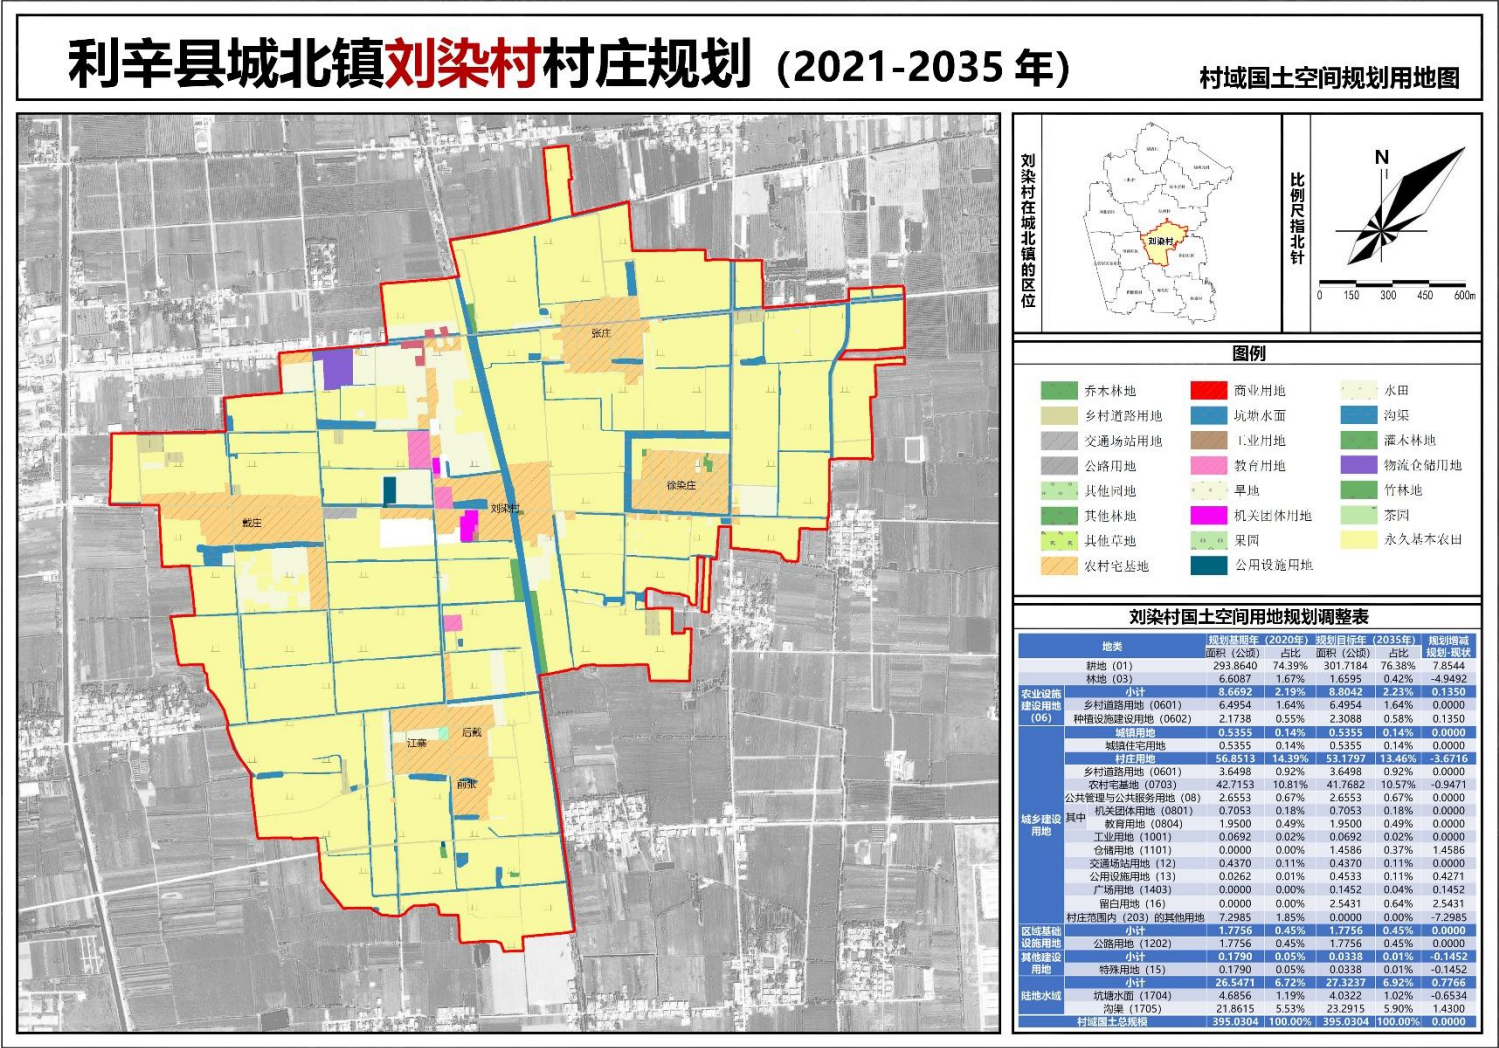 利辛县城北镇刘染村村庄规划（2021-2035 年）
村域国土空间规划用地图
刘染村在城北镇的区位
刘染村
比例尺指北针
N
0 150 300 450 600m
张庄
徐染庄
刘染村
戴庄
江寨
后戴
前张
图例
乔木林地 商业用地 水田
乡村道路用地 坑塘水面 沟渠
交通场站用地 工业用地 灌木林地
公路用地 教育用地 物流仓储用地
其他园地 旱地 竹林地
其他林地 机关团体用地 茶园
其他草地 果园 永久基本农田
农村宅基地 公用设施用地
刘染村国土空间用地规划调整表
地类 规划基期年（2020年） 规划目标年（2035年） 规划增减
面积（公顷） 占比 面积（公顷） 占比 规划-现状
耕地（01） 293.8640 74.39% 301.7184 76.38% 7.8544
林地（03） 6.6087 1.67% 1.6595 0.42% -4.9492
农业设施建设用地（06） 小计 8.6692 2.19% 8.8042 2.23% 0.1350
乡村道路用地（0601） 6.4954 1.64% 6.4954 1.64% 0.0000
种植设施建设用地（0602） 2.1738 0.55% 2.3088 0.58% 0.1350
城乡建设用地 城镇用地 0.5355 0.14% 0.5355 0.14% 0.0000
城镇住宅用地 0.5355 0.14% 0.5355 0.14% 0.0000
村庄用地 56.8513 14.39% 53.1797 13.46% -3.6716
乡村道路用地（0601） 3.6498 0.92% 3.6498 0.92% 0.0000
农村宅基地（0703） 42.7153 10.81% 41.7682 10.57% -0.9471
公共管理与公共服务用地（08） 2.6553 0.67% 2.6553 0.67% 0.0000
其中 机关团体用地（0801） 0.7053 0.18% 0.7053 0.18% 0.0000
教育用地（0804） 1.9500 0.49% 1.9500 0.49% 0.0000
工业用地（1001） 0.0692 0.02% 0.0692 0.02% 0.0000
仓储用地（1101） 0.0000 0.00% 1.4586 0.37% 1.4586
交通场站用地（12） 0.4370 0.11% 0.4370 0.11% 0.0000
公用设施用地（13） 0.0262 0.01% 0.4533 0.11% 0.4271
广场用地（1403） 0.0000 0.00% 0.1452 0.04% 0.1452
留白用地（16） 0.0000 0.00% 2.5431 0.64% 2.5431
村庄范围内（203）的其他用地 7.2985 1.85% 0.0000 0.00% -7.2985
区域基础设施用地 小计 1.7756 0.45% 1.7756 0.45% 0.0000
公路用地（1202） 1.7756 0.45% 1.7756 0.45% 0.0000
其他建设用地 小计 0.1790 0.05% 0.0338 0.01% -0.1452
特殊用地（15） 0.1790 0.05% 0.0338 0.01% -0.1452
陆地水域 小计 26.5471 6.72% 27.3237 6.92% 0.7766
坑塘水面（1704） 4.6856 1.19% 4.0322 1.02% -0.6534
沟渠（1705） 21.8615 5.53% 23.2915 5.90% 1.4300
村域国土总规模 395.0304 100.00% 395.0304 100.00% 0.0000